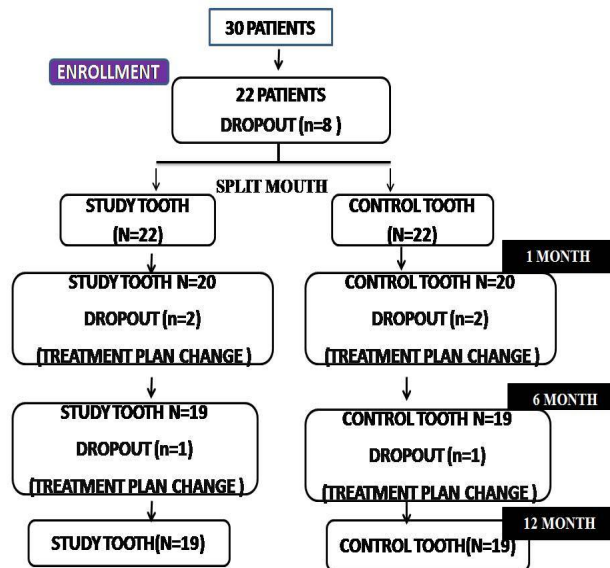 30 PATIENTS
ENROLLMENT
22 PATIENTS
DROPOUT (n=8 )
SPLIT MOUTH
STUDY TOOTH
(N=22)
CONTROL TOOTH
(N=22)
1 MONTH
STUDY TOOTH N=20
DROPOUT (n=2)
(TREATMENT PLAN CHANGE )
CONTROL TOOTH N=20
DROPOUT (n=2)
(TREATMENT PLAN CHANGE )
6 MONTH
STUDY TOOTH N=19
DROPOUT (n=1)
(TREATMENT PLAN CHANGE )
CONTROL TOOTH N=19
DROPOUT (n=1)
(TREATMENT PLAN CHANGE )
12 MONTH
STUDY TOOTH(N=19)
CONTROL TOOTH(N=19)